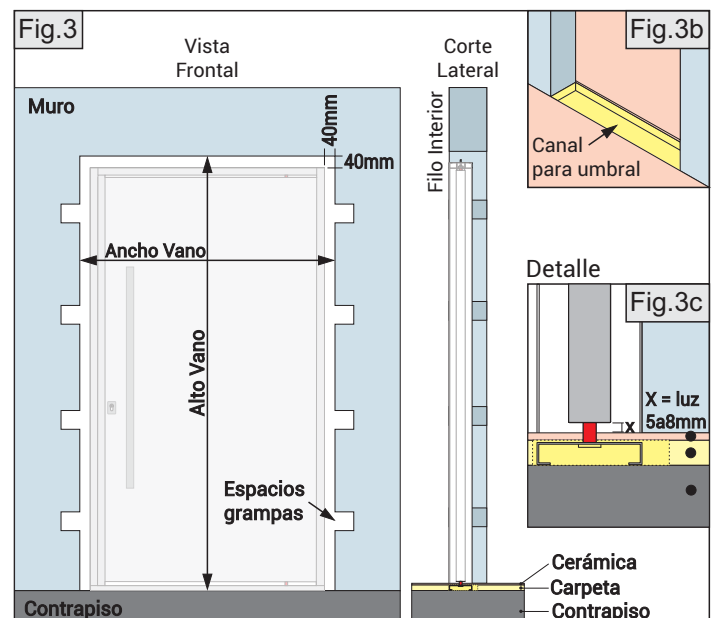 Fig.3
Vista
Frontal
Corte
Lateral
Fig.3b
Muro
40mm
40mm
Filo Interior
Canal
para umbral
Ancho Vano
Alto Vano
Detalle
Fig.3c
X = luz
5a8mm
x
Espacios
grampas
Cerámica
Carpeta
Contrapiso
Contrapiso